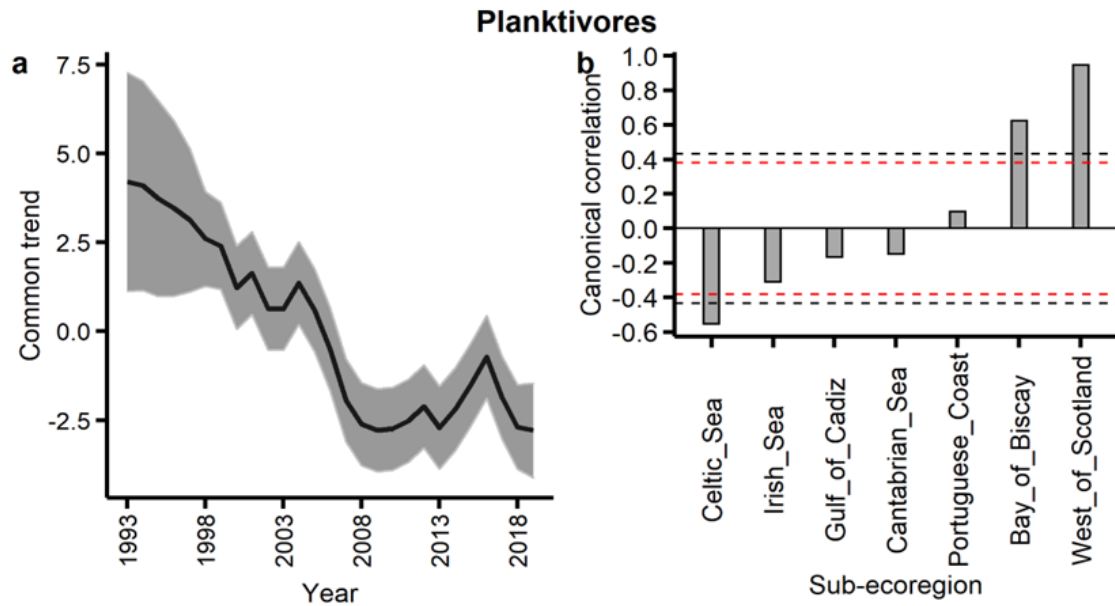 Planktivores
a
7.5
5.0
2.5
0.0
-2.5
Common trend
1993
1998
2003
2008
2013
2018
Year
b
1.0
0.8
0.6
0.4
0.2
0.0
-0.2
-0.4
-0.6
Canonical correlation
Celtic_Sea
Irish_Sea
Gulf_of_Cadiz
Cantabrian_Sea
Portuguese_Coast
Bay_of_Biscay
West_of_Scotland
Sub-ecoregion